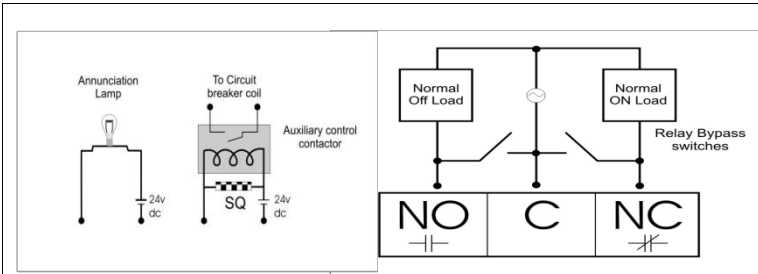 Annunciation
Lamp
24v
dc
To Circuit
breaker coil
Auxiliary control
contactor
SQ
24v
dc
Normal
Off Load
Normal
ON Load
Relay Bypass
switches
NO
C
NC